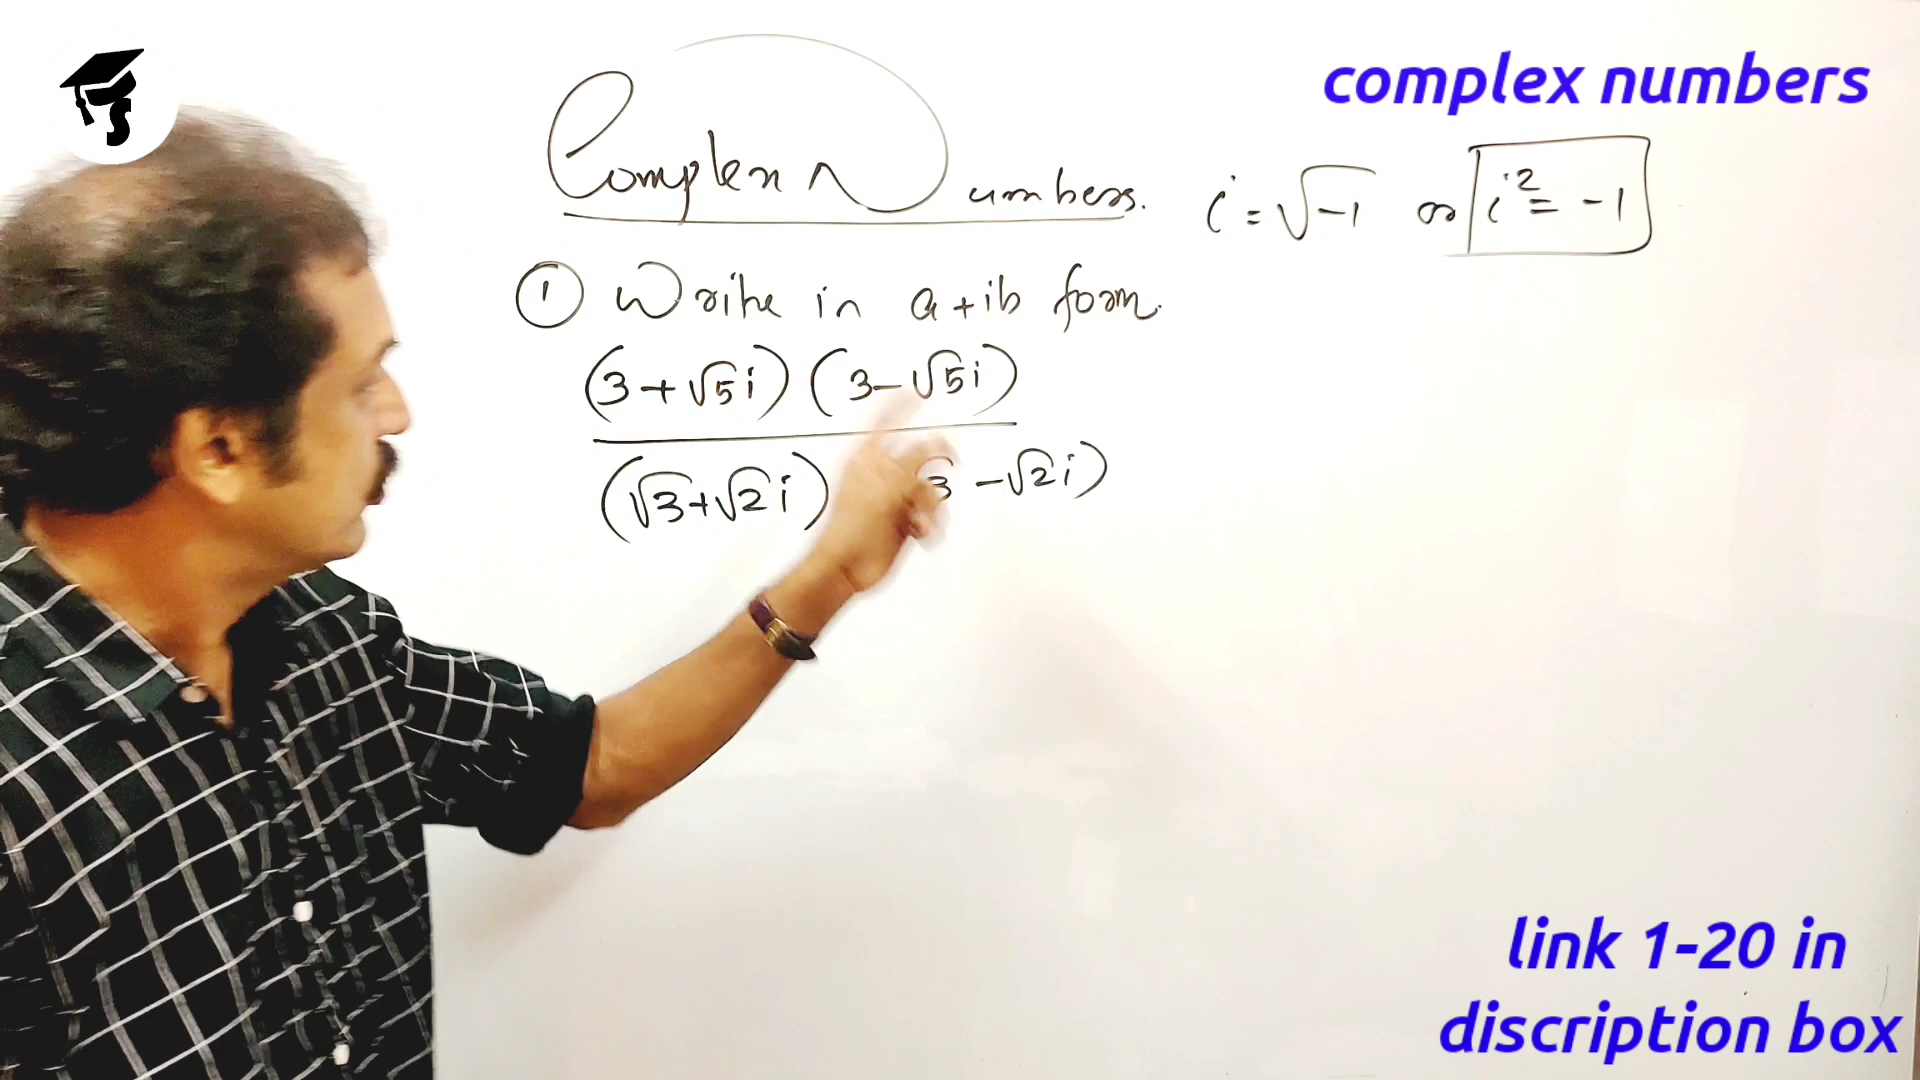 complex numbers
Complex Numbers. i = √-1 or i² = -1
① Write in a+ib form.
(3+√5i) (3-√5i)
(√3+√2i) 3 -√2i)
link 1-20 in
discription box